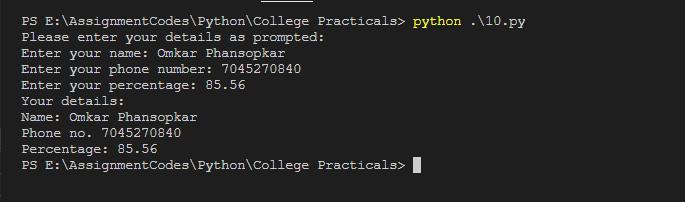 PS E:\AssignmentCodes\Python\College Practicals> python .\10.py
Please enter your details as prompted:
Enter your name: Omkar Phansopkar
Enter your phone number: 7045270840
Enter your percentage: 85.56
Your details:
Name: Omkar Phansopkar
Phone no. 7045270840
Percentage: 85.56
PS E:\AssignmentCodes\Python\College Practicals>